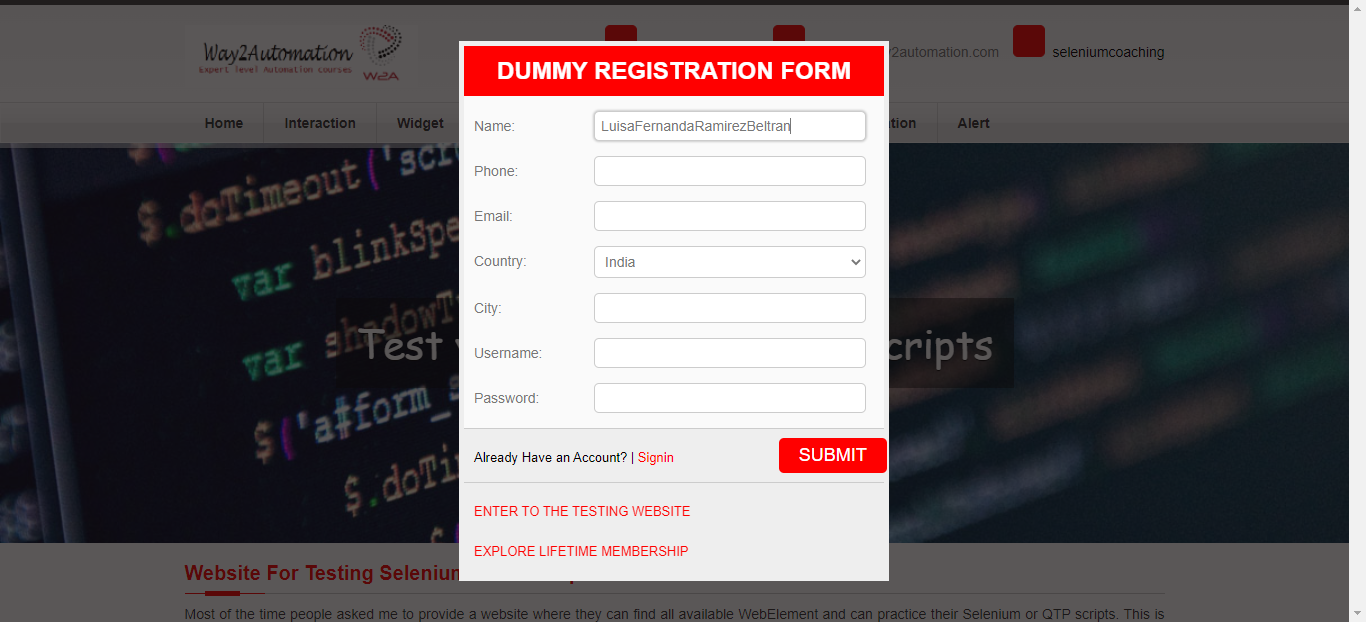 Way2Automation
Expert level Automation courses
W2A
2automation.com
seleniumcoaching
Home
Interaction
Widget
Alert
DUMMY REGISTRATION FORM
Name:
LuisaFernandaRamirezBeltran
Phone:
Email:
Country:
India
City:
Username:
Password:
Already Have an Account? | Signin
SUBMIT
ENTER TO THE TESTING WEBSITE
EXPLORE LIFETIME MEMBERSHIP
$.doTimeout('scr
var blinkSpe
var shadowT
$('a#form_s
$.doTi
Test
cripts
Website For Testing Selenium
Most of the time people asked me to provide a website where they can find all available WebElement and can practice their Selenium or QTP scripts. This is